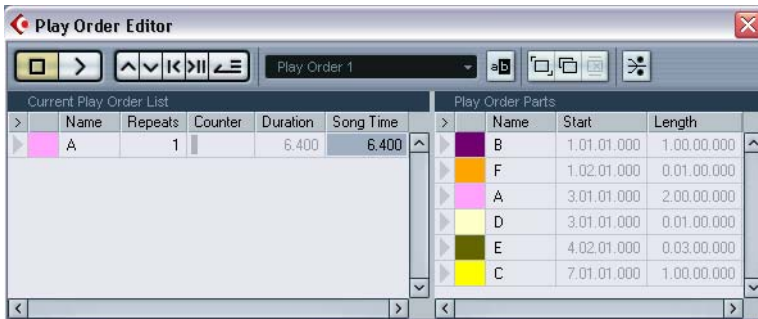 Play Order Editor
Play Order 1
ab
Current Play Order List
> Name Repeats Counter Duration Song Time
A 1 6.400 6.400
Play Order Parts
> Name Start Length
B 1.01.01.000 1.00.00.000
F 1.02.01.000 0.01.00.000
A 3.01.01.000 2.00.00.000
D 3.01.01.000 0.01.00.000
E 4.02.01.000 0.03.00.000
C 7.01.01.000 1.00.00.000